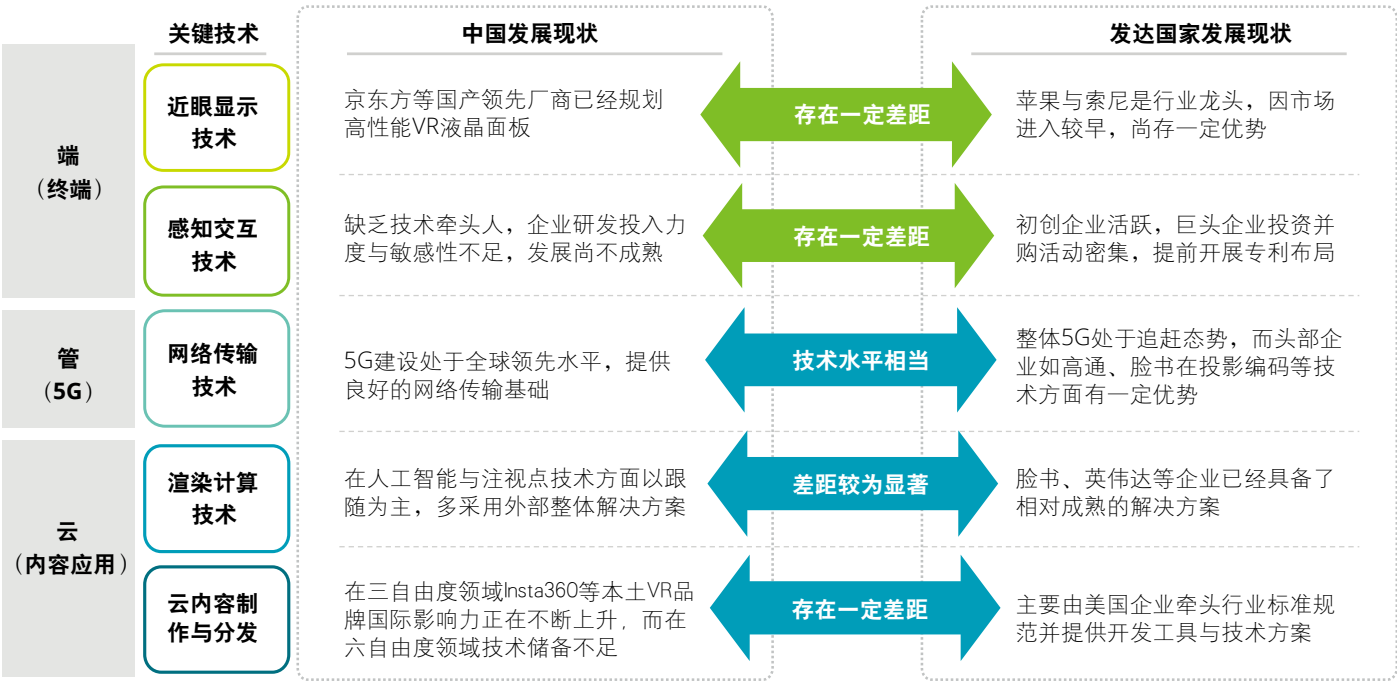 关键技术
中国发展现状
发达国家发展现状
端
（终端）
近眼显示
技术
京东方等国产领先厂商已经规划
高性能VR液晶面板
存在一定差距
苹果与索尼是行业龙头，因市场
进入较早，尚存一定优势
感知交互
技术
缺乏技术牵头人，企业研发投入力
度与敏感性不足，发展尚不成熟
存在一定差距
初创企业活跃，巨头企业投资并
购活动密集，提前开展专利布局
管
（5G）
网络传输
技术
5G建设处于全球领先水平，提供
良好的网络传输基础
技术水平相当
整体5G处于追赶态势，而头部企
业如高通、脸书在投影编码等技
术方面有一定优势
云
（内容应用）
渲染计算
技术
在人工智能与注视点技术方面以跟
随为主，多采用外部整体解决方案
差距较为显著
脸书、英伟达等企业已经具备了
相对成熟的解决方案
云内容制
作与分发
在三自由度领域Insta360等本土VR品
牌国际影响力正在不断上升，而在
六自由度领域技术储备不足
存在一定差距
主要由美国企业牵头行业标准规
范并提供开发工具与技术方案